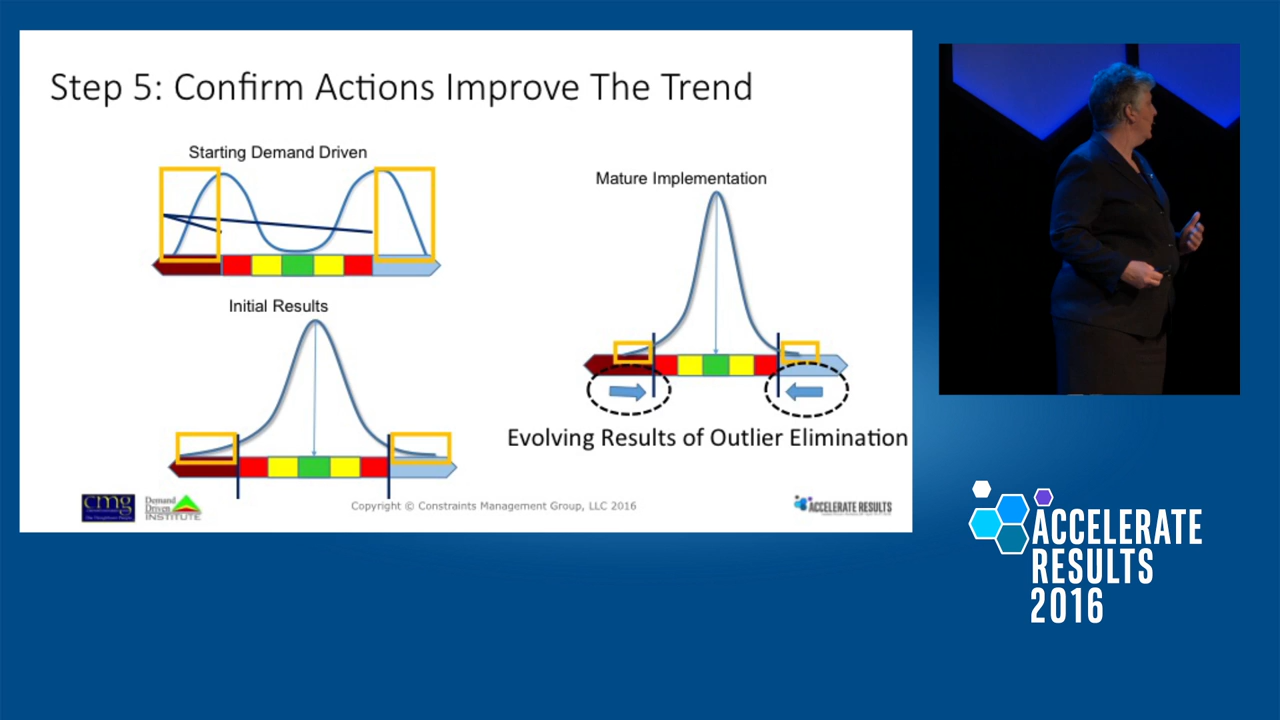 Step 5: Confirm Actions Improve The Trend
Starting Demand Driven
Mature Implementation
Initial Results
Evolving Results of Outlier Elimination
cmg
Demand
Driven
INSTITUTE
Copyright © Constraints Management Group, LLC 2016
ACCELERATE RESULTS
ACCELERATE
RESULTS
2016